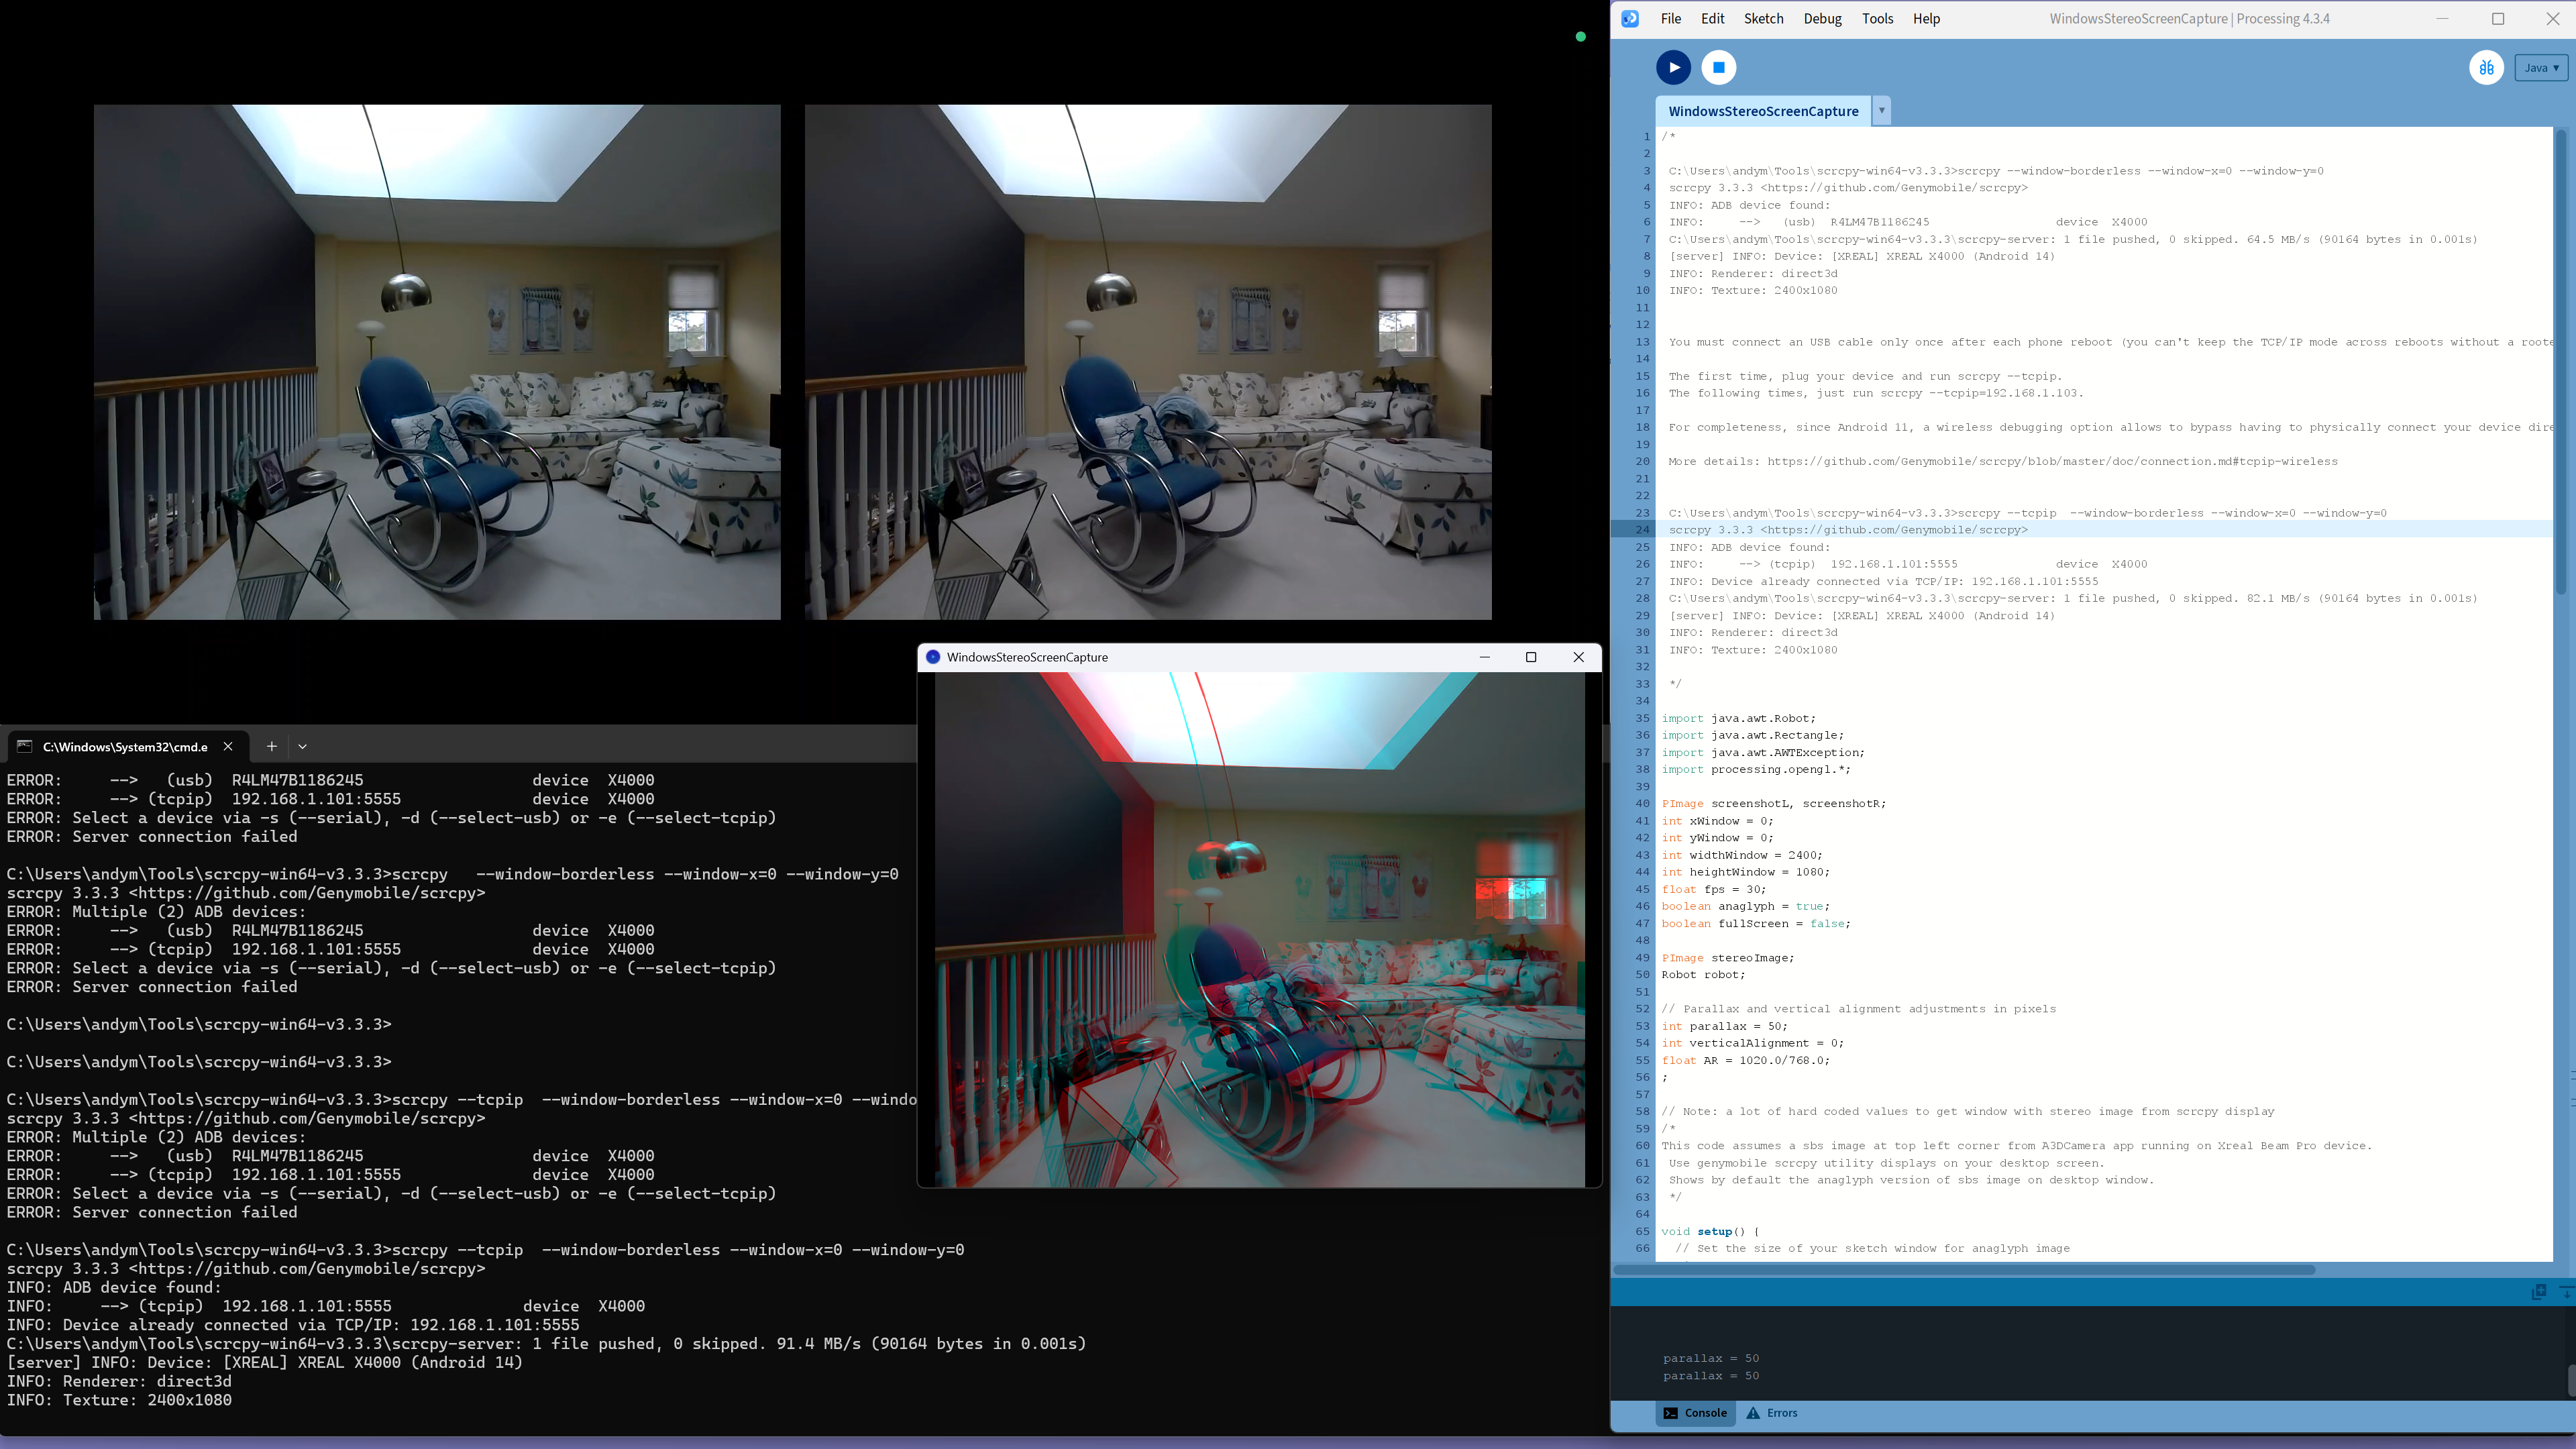 C:\Windows\System32\cmd.e
ERROR:     -->   (usb)  R4LM47B1186245                  device  X4000
ERROR:     --> (tcpip)  192.168.1.101:5555              device  X4000
ERROR: Select a device via -s (--serial), -d (--select-usb) or -e (--select-tcpip)
ERROR: Server connection failed
C:\Users\andym\Tools\scrcpy-win64-v3.3.3>scrcpy   --window-borderless --window-x=0 --window-y=0
scrcpy 3.3.3 <https://github.com/Genymobile/scrcpy>
ERROR: Multiple (2) ADB devices:
ERROR:     -->   (usb)  R4LM47B1186245                  device  X4000
ERROR:     --> (tcpip)  192.168.1.101:5555              device  X4000
ERROR: Select a device via -s (--serial), -d (--select-usb) or -e (--select-tcpip)
ERROR: Server connection failed
C:\Users\andym\Tools\scrcpy-win64-v3.3.3>
C:\Users\andym\Tools\scrcpy-win64-v3.3.3>
C:\Users\andym\Tools\scrcpy-win64-v3.3.3>scrcpy --tcpip  --window-borderless --window-x=0 --windo
scrcpy 3.3.3 <https://github.com/Genymobile/scrcpy>
ERROR: Multiple (2) ADB devices:
ERROR:     -->   (usb)  R4LM47B1186245                  device  X4000
ERROR:     --> (tcpip)  192.168.1.101:5555              device  X4000
ERROR: Select a device via -s (--serial), -d (--select-usb) or -e (--select-tcpip)
ERROR: Server connection failed
C:\Users\andym\Tools\scrcpy-win64-v3.3.3>scrcpy --tcpip  --window-borderless --window-x=0 --window-y=0
scrcpy 3.3.3 <https://github.com/Genymobile/scrcpy>
INFO: ADB device found:
INFO:     --> (tcpip)  192.168.1.101:5555              device  X4000
INFO: Device already connected via TCP/IP: 192.168.1.101:5555
C:\Users\andym\Tools\scrcpy-win64-v3.3.3\scrcpy-server: 1 file pushed, 0 skipped. 91.4 MB/s (90164 bytes in 0.001s)
[server] INFO: Device: [XREAL] XREAL X4000 (Android 14)
INFO: Renderer: direct3d
INFO: Texture: 2400x1080
WindowsStereoScreenCapture
File Edit Sketch Debug Tools Help WindowsStereoScreenCapture | Processing 4.3.4
Java
WindowsStereoScreenCapture
1 /*
2
3 C:\Users\andym\Tools\scrcpy-win64-v3.3.3>scrcpy --window-borderless --window-x=0 --window-y=0
4 scrcpy 3.3.3 <https://github.com/Genymobile/scrcpy>
5 INFO: ADB device found:
6 INFO:     -->   (usb)  R4LM47B1186245                  device  X4000
7 C:\Users\andym\Tools\scrcpy-win64-v3.3.3\scrcpy-server: 1 file pushed, 0 skipped. 64.5 MB/s (90164 bytes in 0.001s)
8 [server] INFO: Device: [XREAL] XREAL X4000 (Android 14)
9 INFO: Renderer: direct3d
10 INFO: Texture: 2400x1080
11
12
13 You must connect an USB cable only once after each phone reboot (you can't keep the TCP/IP mode across reboots without a roote
14
15 The first time, plug your device and run scrcpy --tcpip.
16 The following times, just run scrcpy --tcpip=192.168.1.103.
17
18 For completeness, since Android 11, a wireless debugging option allows to bypass having to physically connect your device dire
19
20 More details: https://github.com/Genymobile/scrcpy/blob/master/doc/connection.md#tcpip-wireless
21
22
23 C:\Users\andym\Tools\scrcpy-win64-v3.3.3>scrcpy --tcpip  --window-borderless --window-x=0 --window-y=0
24 scrcpy 3.3.3 <https://github.com/Genymobile/scrcpy>
25 INFO: ADB device found:
26 INFO:     --> (tcpip)  192.168.1.101:5555              device  X4000
27 INFO: Device already connected via TCP/IP: 192.168.1.101:5555
28 C:\Users\andym\Tools\scrcpy-win64-v3.3.3\scrcpy-server: 1 file pushed, 0 skipped. 82.1 MB/s (90164 bytes in 0.001s)
29 [server] INFO: Device: [XREAL] XREAL X4000 (Android 14)
30 INFO: Renderer: direct3d
31 INFO: Texture: 2400x1080
32
33 */
34
35 import java.awt.Robot;
36 import java.awt.Rectangle;
37 import java.awt.AWTException;
38 import processing.opengl.*;
39
40 PImage screenshotL, screenshotR;
41 int xWindow = 0;
42 int yWindow = 0;
43 int widthWindow = 2400;
44 int heightWindow = 1080;
45 float fps = 30;
46 boolean anaglyph = true;
47 boolean fullScreen = false;
48
49 PImage stereoImage;
50 Robot robot;
51
52 // Parallax and vertical alignment adjustments in pixels
53 int parallax = 50;
54 int verticalAlignment = 0;
55 float AR = 1020.0/768.0;
56 ;
57
58 // Note: a lot of hard coded values to get window with stereo image from scrcpy display
59 /*
60 This code assumes a sbs image at top left corner from A3DCamera app running on Xreal Beam Pro device.
61 Use genymobile scrcpy utility displays on your desktop screen.
62 Shows by default the anaglyph version of sbs image on desktop window.
63 */
64
65 void setup() {
66 // Set the size of your sketch window for anaglyph image
parallax = 50
parallax = 50
Console Errors